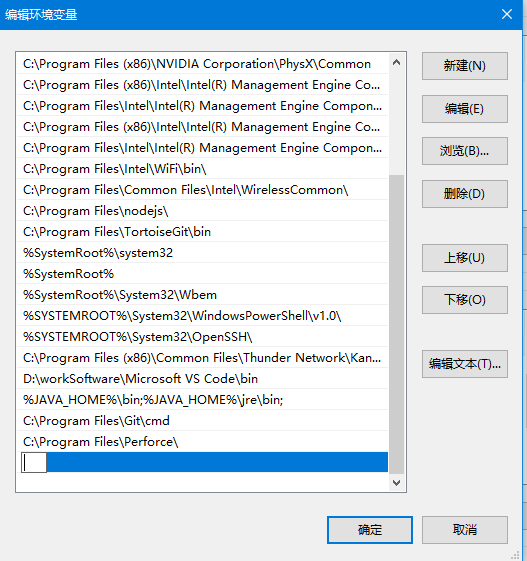 编辑环境变量
C:\Program Files (x86)\NVIDIA Corporation\PhysX\Common
C:\Program Files (x86)\Intel\Intel(R) Management Engine Co...
C:\Program Files\Intel\Intel(R) Management Engine Compon...
C:\Program Files (x86)\Intel\Intel(R) Management Engine Co...
C:\Program Files\Intel\Intel(R) Management Engine Compon...
C:\Program Files\Intel\WiFi\bin\
C:\Program Files\Common Files\Intel\WirelessCommon\
C:\Program Files\nodejs\
C:\Program Files\TortoiseGit\bin
%SystemRoot%\system32
%SystemRoot%
%SystemRoot%\System32\Wbem
%SYSTEMROOT%\System32\WindowsPowerShell\v1.0\
%SYSTEMROOT%\System32\OpenSSH\
C:\Program Files (x86)\Common Files\Thunder Network\Kan...
D:\workSoftware\Microsoft VS Code\bin
%JAVA_HOME%\bin;%JAVA_HOME%\jre\bin;
C:\Program Files\Git\cmd
C:\Program Files\Perforce\
新建(N)
编辑(E)
浏览(B)...
删除(D)
上移(U)
下移(O)
编辑文本(T)...
确定
取消